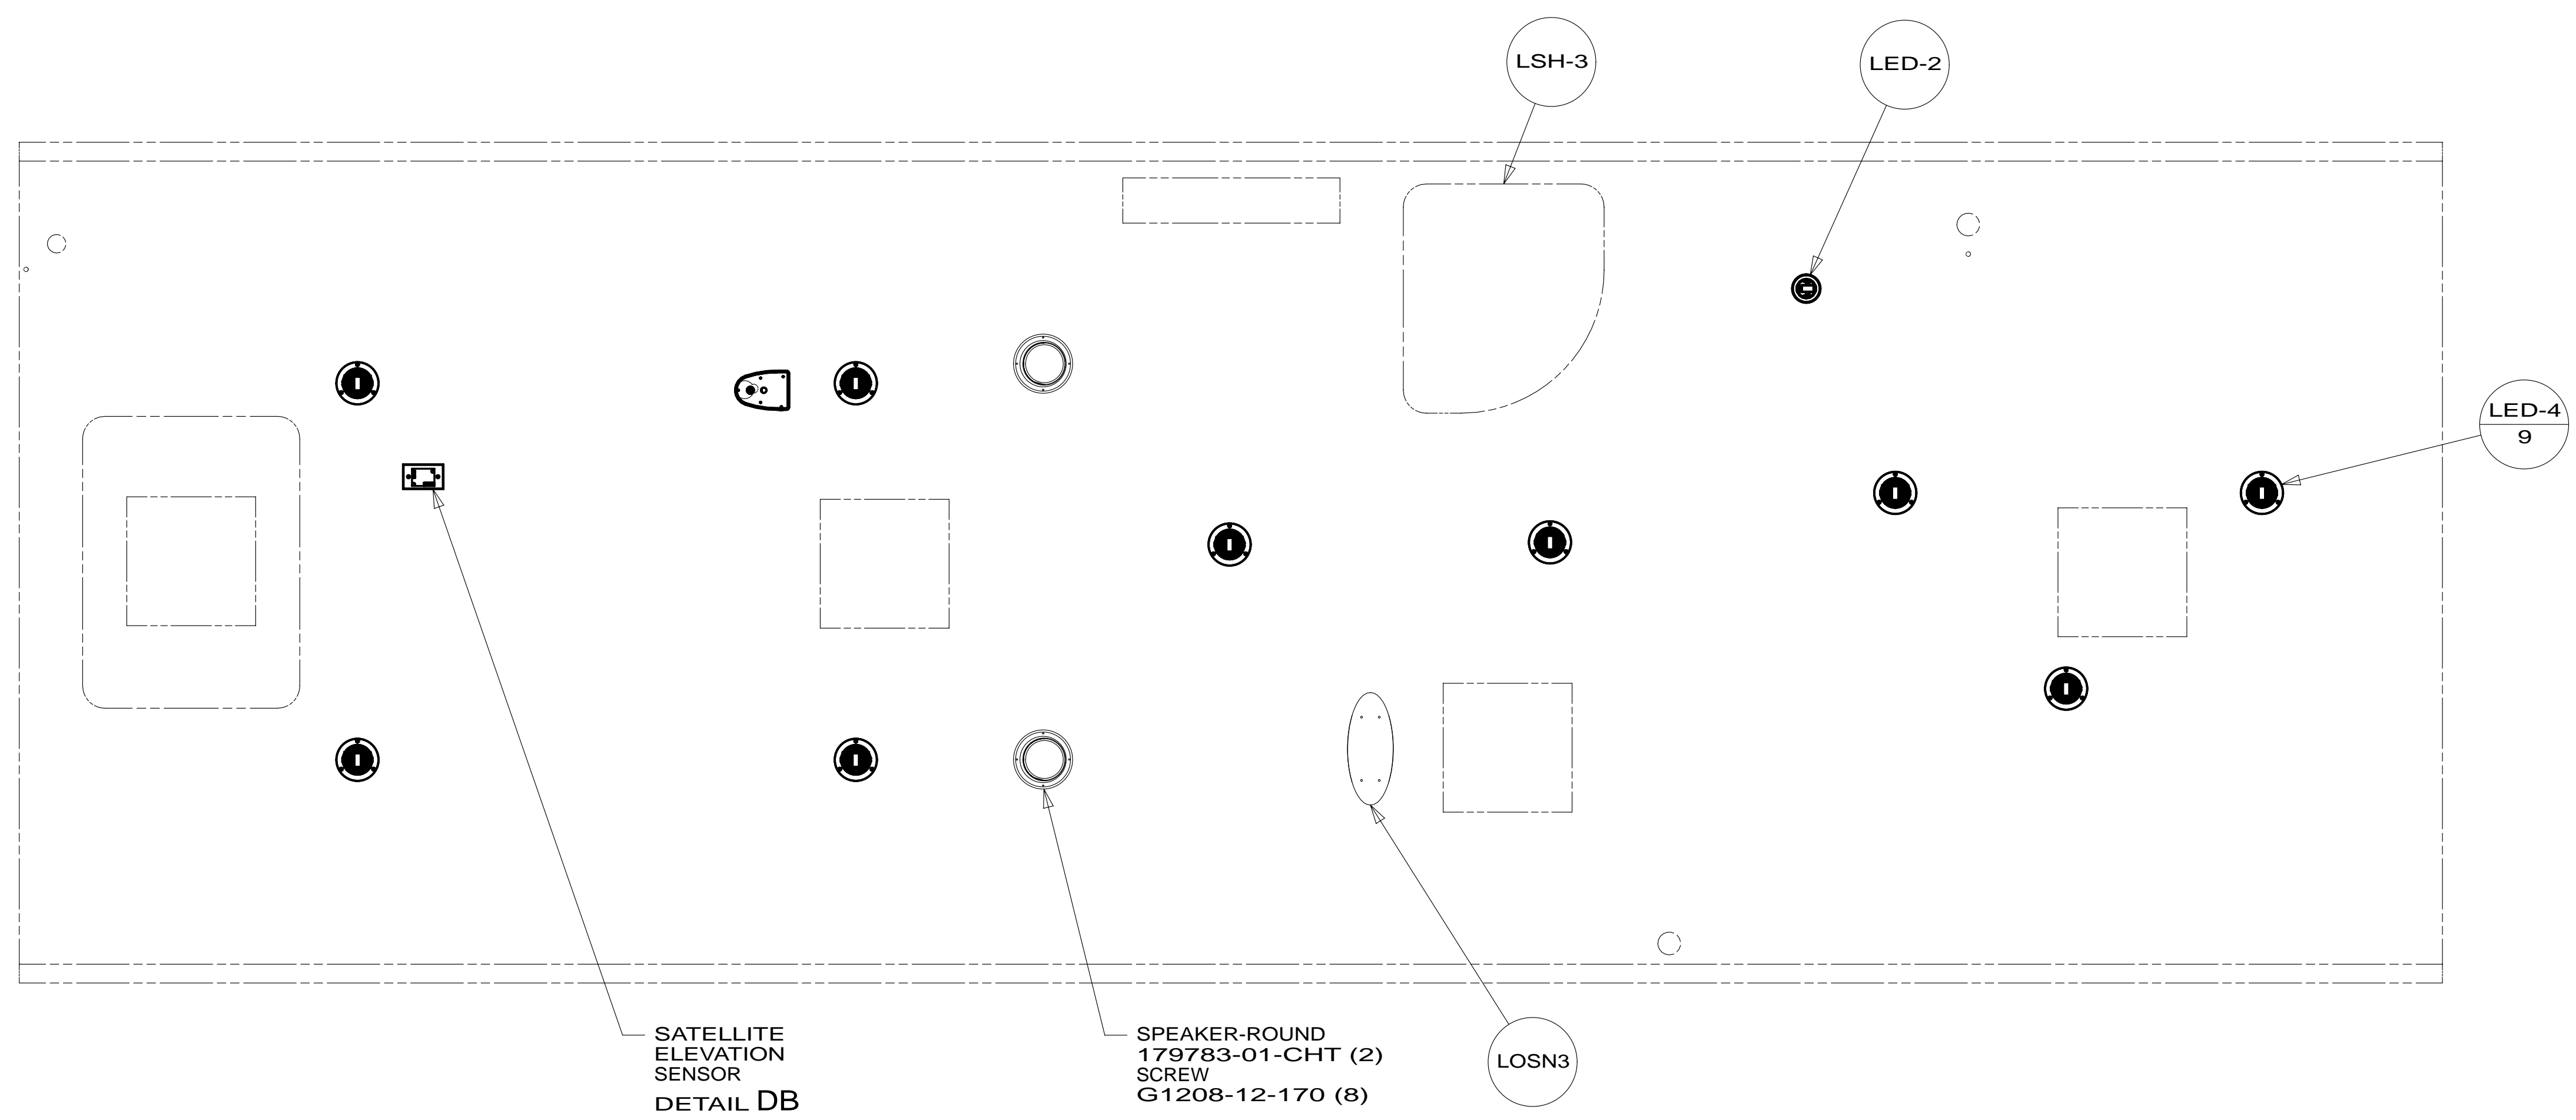 LSH-3
LED-2
LED-4
9
SATELLITE
ELEVATION
SENSOR
DETAIL DB
SPEAKER-ROUND
179783-01-CHT (2)
SCREW
G1208-12-170 (8)
LOSN3